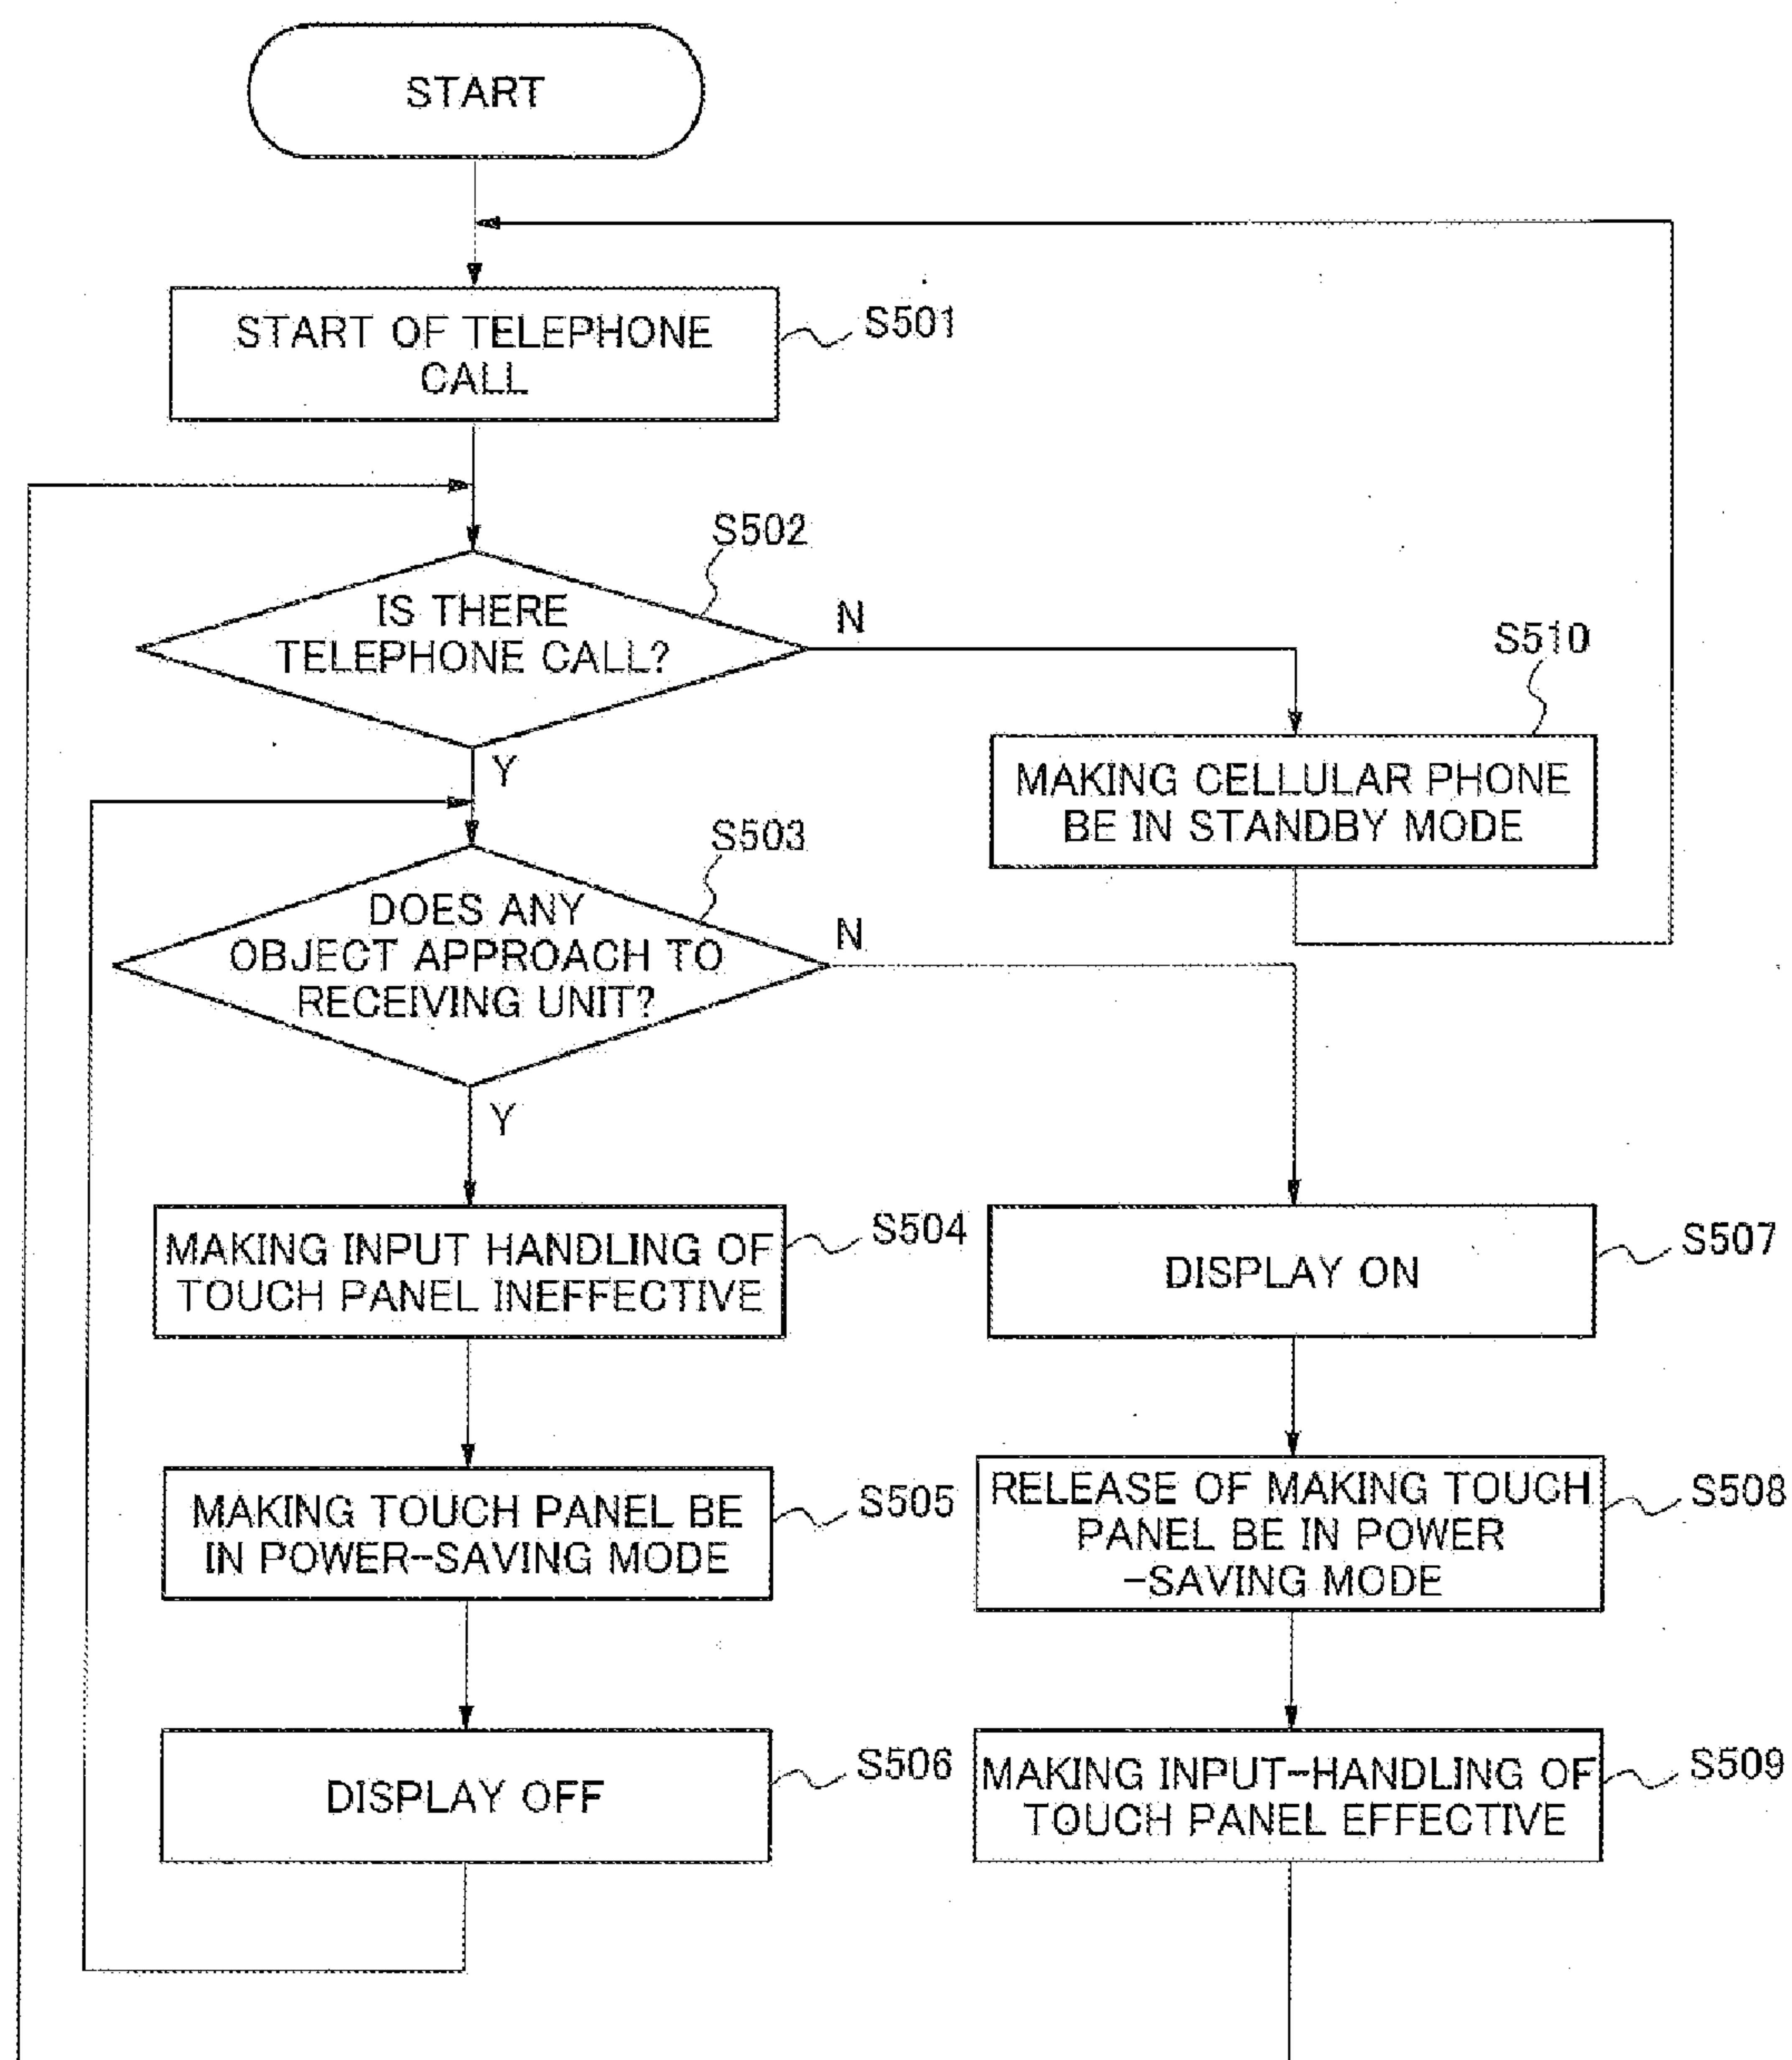 START
START OF TELEPHONE
CALL
S501
S502
IS THERE
TELEPHONE CALL?
N
Y
S510
MAKING CELLULAR PHONE
BE IN STANDBY MODE
S503
DOES ANY
OBJECT APPROACH TO
RECEIVING UNIT?
N
Y
MAKING INPUT HANDLING OF
TOUCH PANEL INEFFECTIVE
S504
DISPLAY ON
S507
MAKING TOUCH PANEL BE
IN POWER-SAVING MODE
S505
RELEASE OF MAKING TOUCH
PANEL BE IN POWER
-SAVING MODE
S508
DISPLAY OFF
S506
MAKING INPUT-HANDLING OF
TOUCH PANEL EFFECTIVE
S509